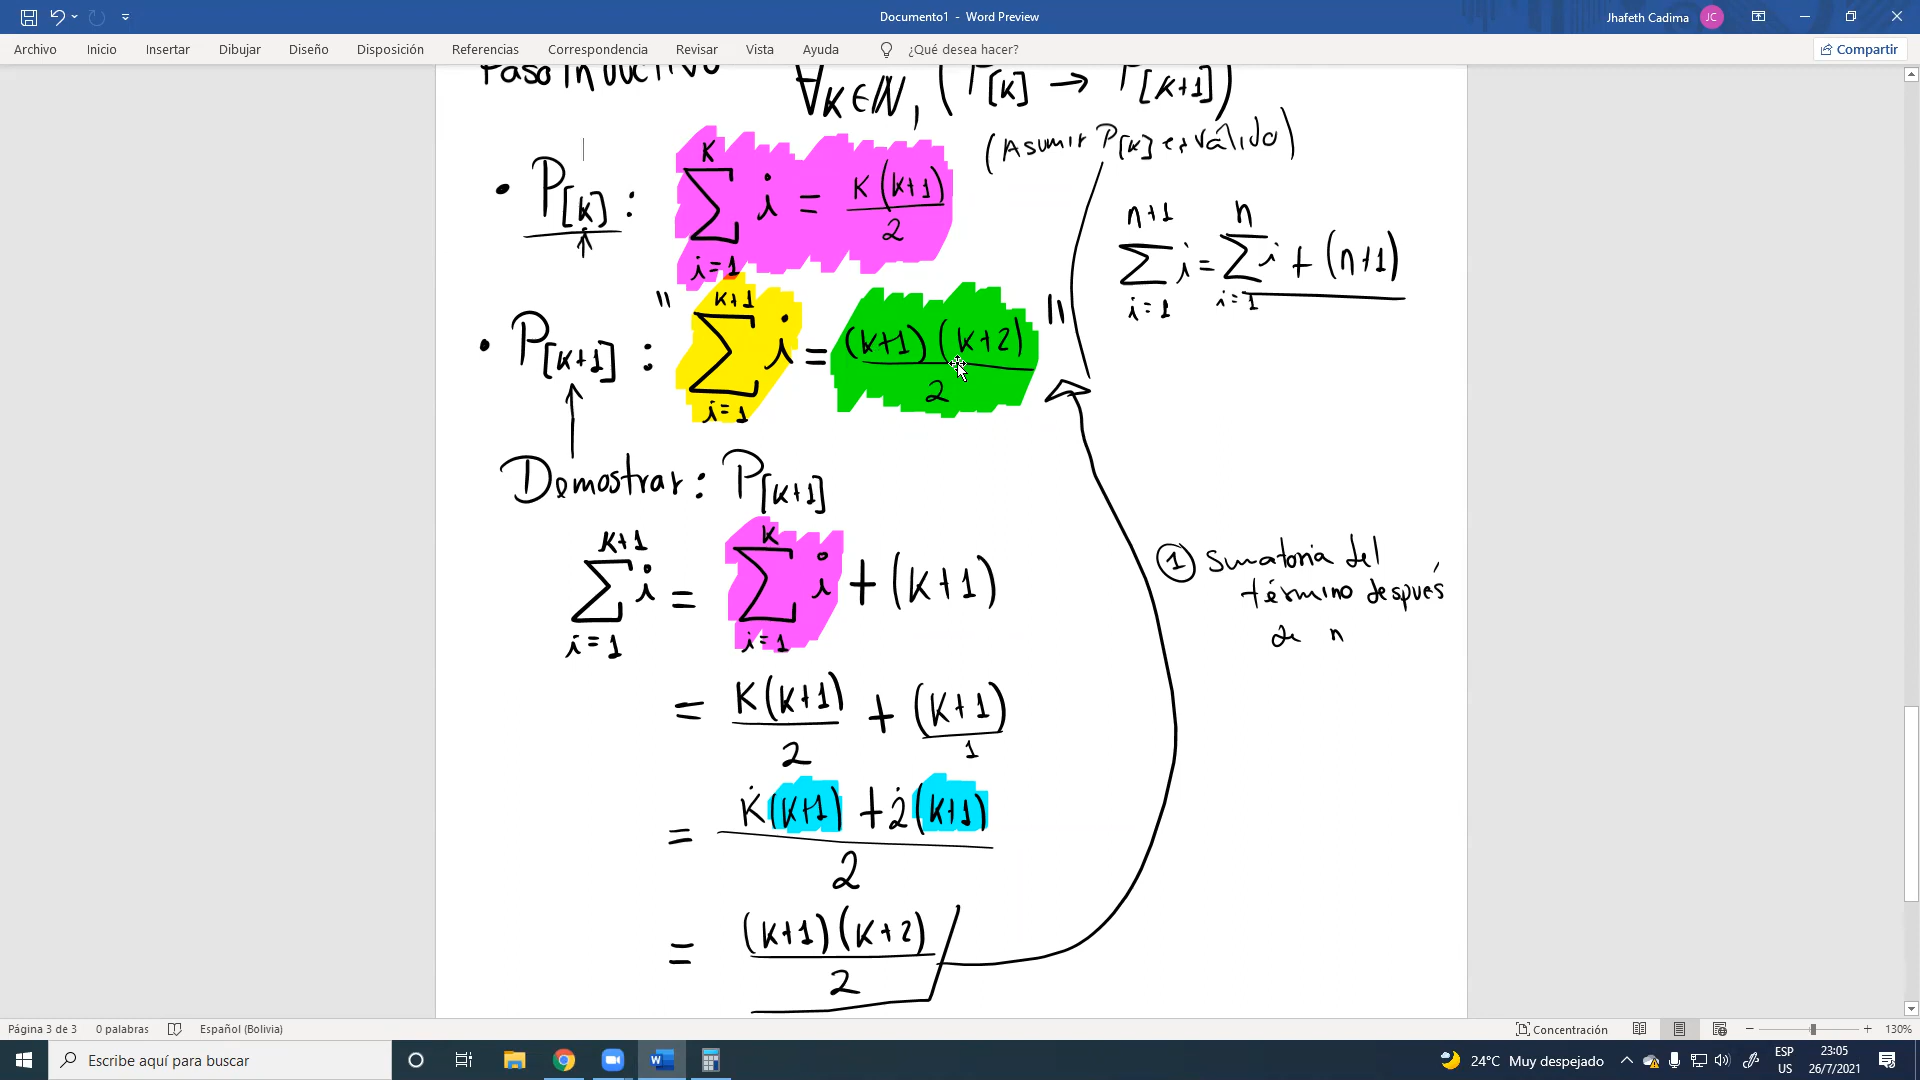 Documento1 - Word Preview
Jhafeth Cadima
JC
Archivo Inicio Insertar Dibujar Diseño Disposición Referencias Correspondencia Revisar Vista Ayuda ¿Qué desea hacer?
Compartir
Paso Inductivo ∀K∈ℕ, (P[K] → P[K+1])
(Asumir P[K] es válido)
• P[K] : ∑_{i=1}^{K} i = K(K+1)/2
∑_{i=1}^{n+1} i = ∑_{i=1}^{n} i + (n+1)
• P[K+1] : " ∑_{i=1}^{K+1} i = (K+1)(K+2)/2 "
Demostrar: P[K+1]
∑_{i=1}^{K+1} i = ∑_{i=1}^{K} i + (K+1)
① Sumatoria del
término después
de n
= K(K+1)/2 + (K+1)/1
= K(K+1) + 2(K+1)/2
= (K+1)(K+2)/2
Página 3 de 3 0 palabras Español (Bolivia)
Concentración
130%
Escribe aquí para buscar
24°C Muy despejado
ESP
US
23:05
26/7/2021